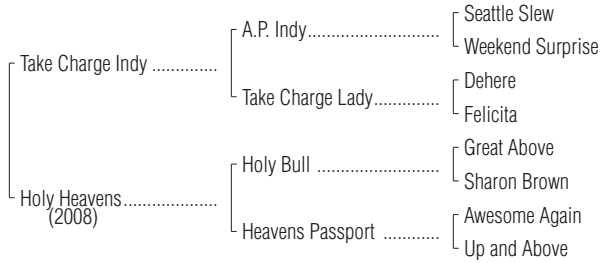 Seattle Slew
A.P. Indy..............................
Weekend Surprise
Take Charge Indy ..............
Dehere
Take Charge Lady..............
Felicita
Great Above
Holy Bull ..........................
Sharon Brown
Holy Heavens....................
(2008)
Awesome Again
Heavens Passport ............
Up and Above